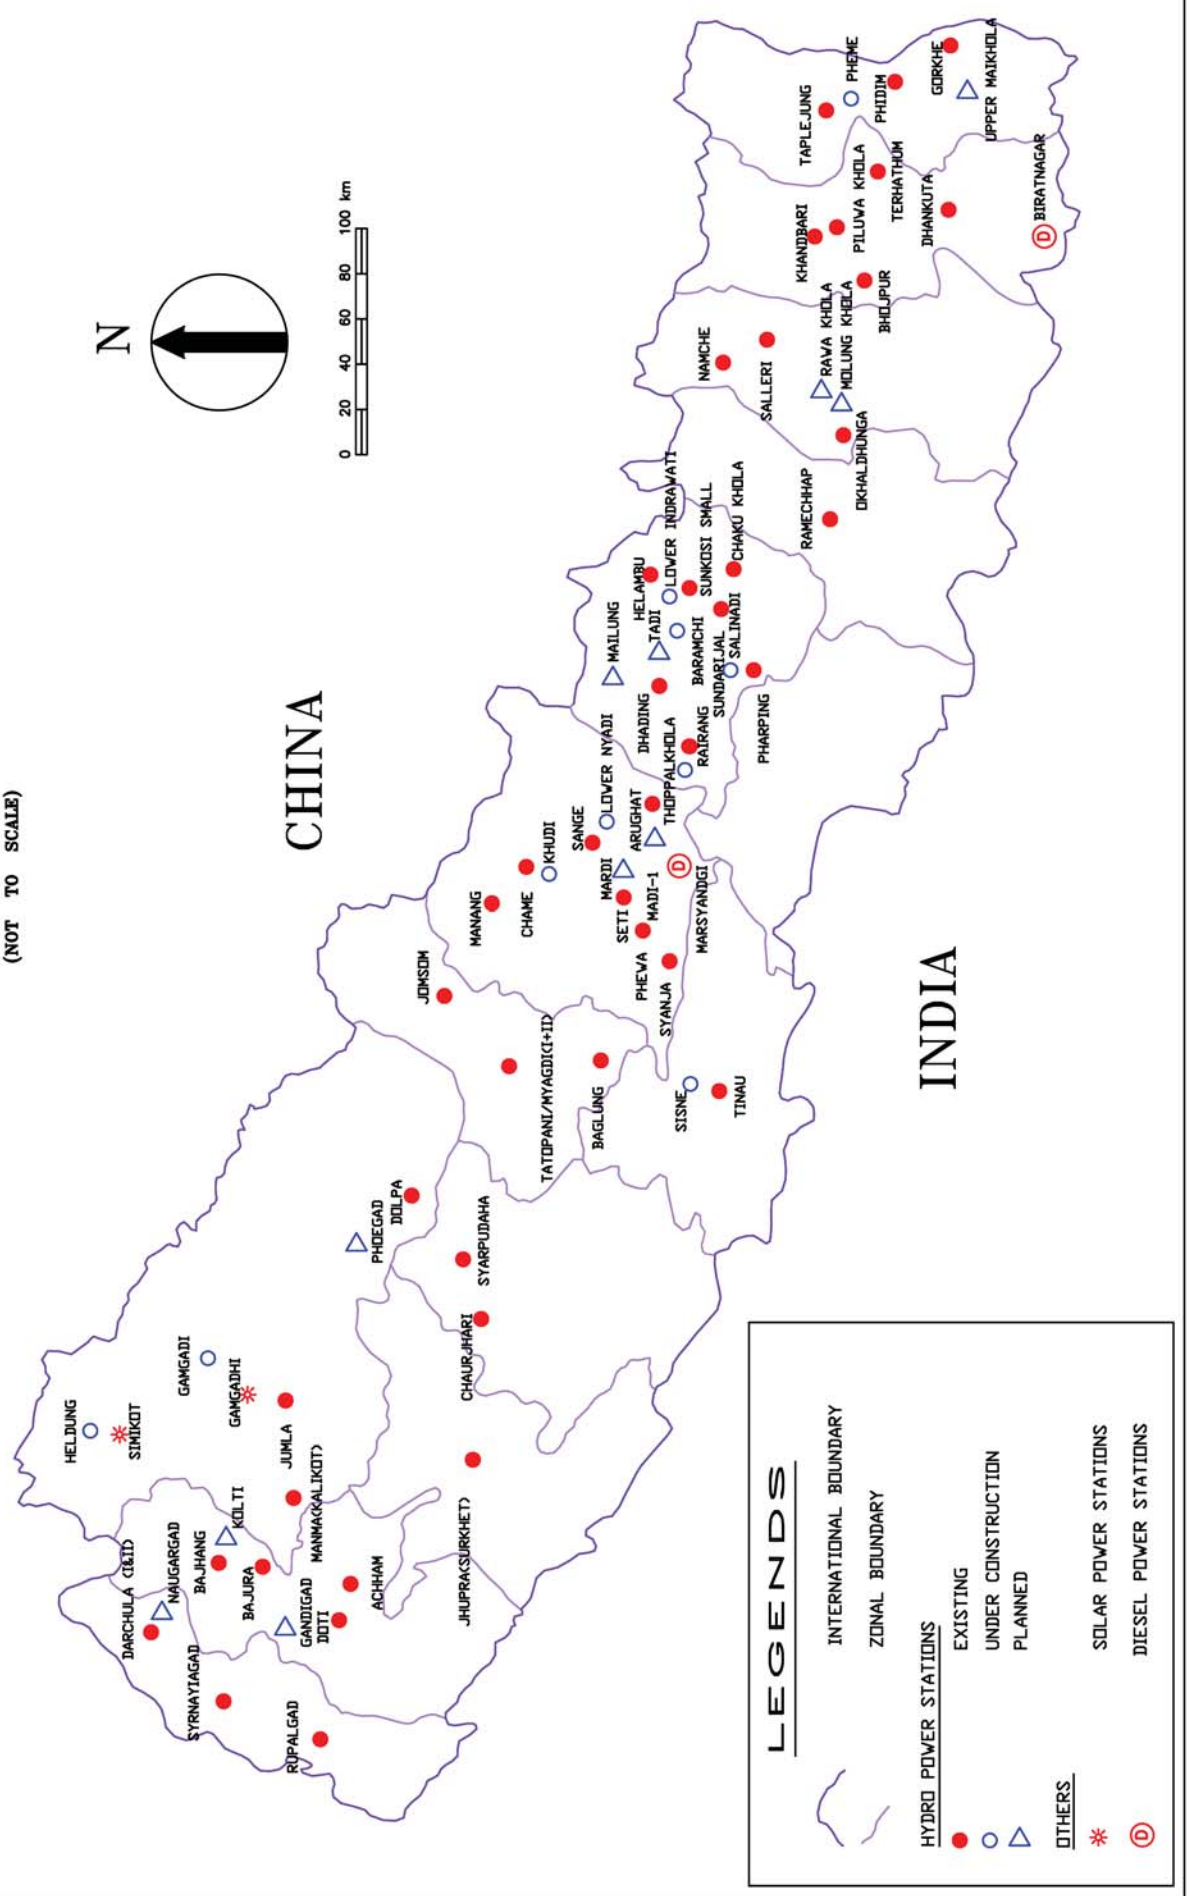 (NOT TO SCALE)
N
0 20 40 60 80 100 km
CHINA
INDIA
HELDUNG
SIMIKOT
GAMGADI
GAMGADHI
JUMLA
DARCHULA (I&II)
NAUGARGAD
BAJHANG
KOLTI
BAJURA
MANMA(KALIKOT)
SYRNAYIAGAD
GANDIGAD
DOTI
ACHHAM
RUPALGAD
JHUPRA(SURKHET)
CHAURJHARI
SYARPUDAHA
PHOEGAD
DOLPA
JOMSOM
TATOPANI/MYAGDI(I+II)
BAGLUNG
SISNE
TINAU
MANANG
CHAME
KHUDI
SANGE
LOWER NYADI
MARDI
ARUGHAT
THOPPALKHOLA
SETI
MADI-1
PHEWA
SYANJA
MARSYANDGI
MAILUNG
DHADING
RAIRANG
HELAMBU
TADI
LOWER INDRAWATI
BARAMCHI
SUNKOSI SMALL
CHAKU KHOLA
SUNDARIJAL
SALINADI
PHARPING
RAMECHHAP
NAMCHE
SALLERI
RAWA KHOLA
MOLUNG KHOLA
OKHALDHUNGA
KHANDBARI
PILUWA KHOLA
BHOJPUR
TERHATHUM
DHANKUTA
D BIRATNAGAR
TAPLEJUNG
PHEME
PHIDIM
GORKHE
UPPER MAIKHOLA
D
LEGENDS
INTERNATIONAL BOUNDARY
ZONAL BOUNDARY
HYDRO POWER STATIONS
EXISTING
UNDER CONSTRUCTION
PLANNED
OTHERS
SOLAR POWER STATIONS
D DIESEL POWER STATIONS